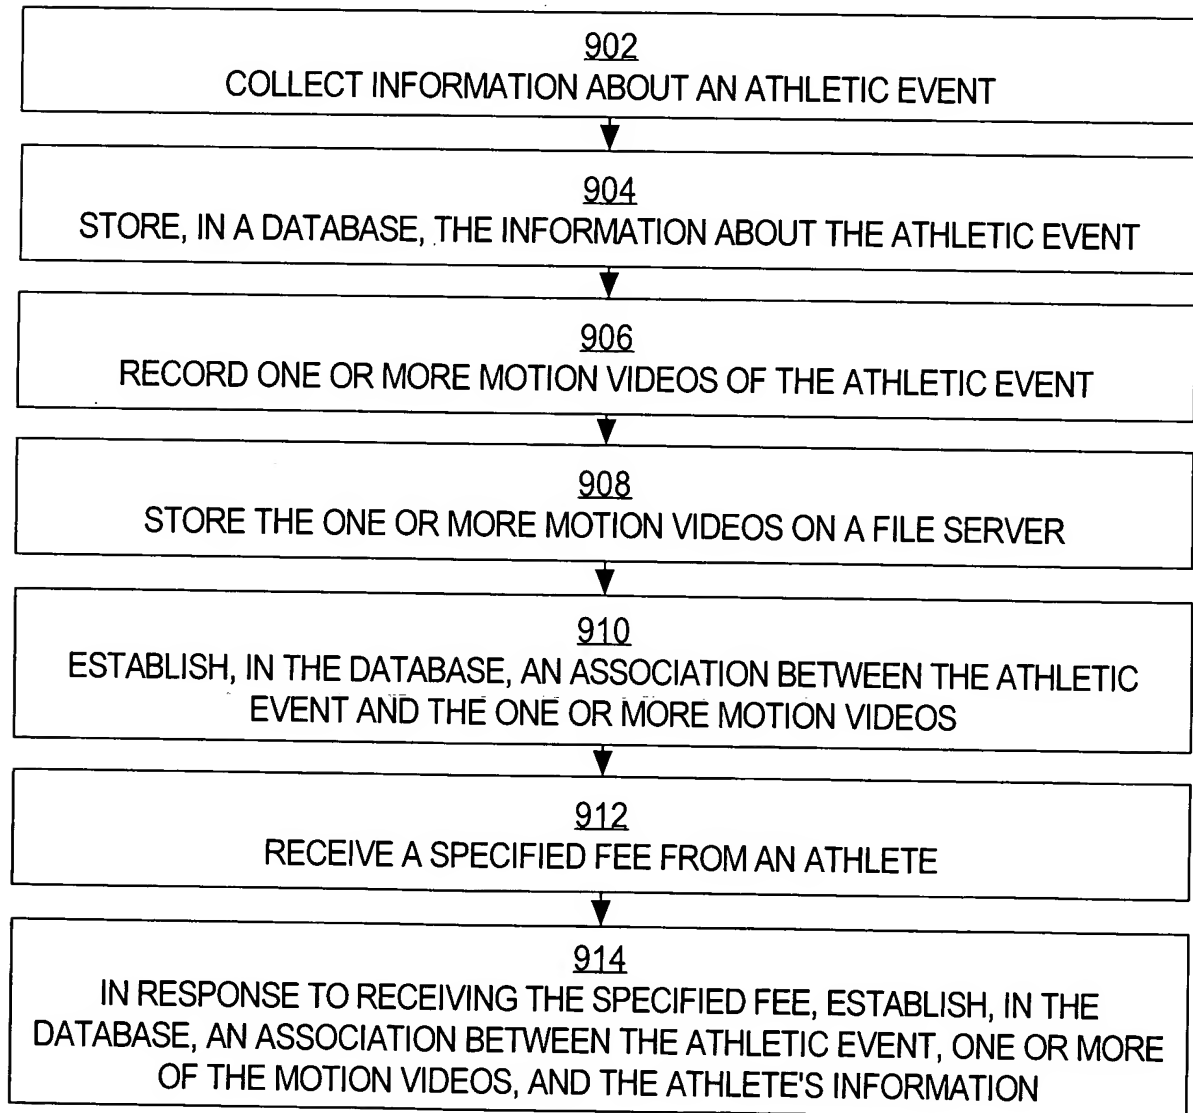 902
COLLECT INFORMATION ABOUT AN ATHLETIC EVENT
904
STORE, IN A DATABASE, THE INFORMATION ABOUT THE ATHLETIC EVENT
906
RECORD ONE OR MORE MOTION VIDEOS OF THE ATHLETIC EVENT
908
STORE THE ONE OR MORE MOTION VIDEOS ON A FILE SERVER
910
ESTABLISH, IN THE DATABASE, AN ASSOCIATION BETWEEN THE ATHLETIC
EVENT AND THE ONE OR MORE MOTION VIDEOS
912
RECEIVE A SPECIFIED FEE FROM AN ATHLETE
914
IN RESPONSE TO RECEIVING THE SPECIFIED FEE, ESTABLISH, IN THE
DATABASE, AN ASSOCIATION BETWEEN THE ATHLETIC EVENT, ONE OR MORE
OF THE MOTION VIDEOS, AND THE ATHLETE'S INFORMATION